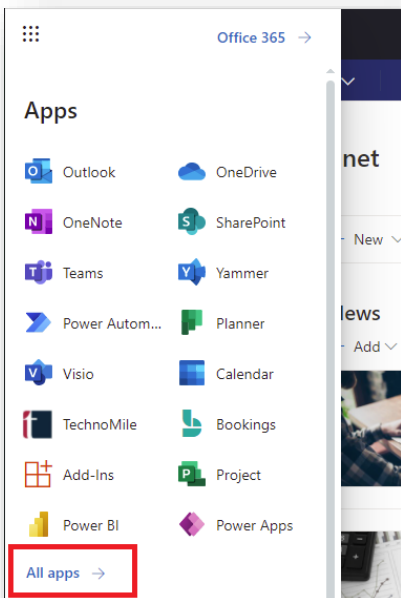 Office 365 →
Apps
Outlook
OneDrive
net
OneNote
SharePoint
New
Teams
Yammer
Power Autom...
Planner
lews
Add
Visio
Calendar
TechnoMile
Bookings
Add-Ins
Project
Power BI
Power Apps
All apps →